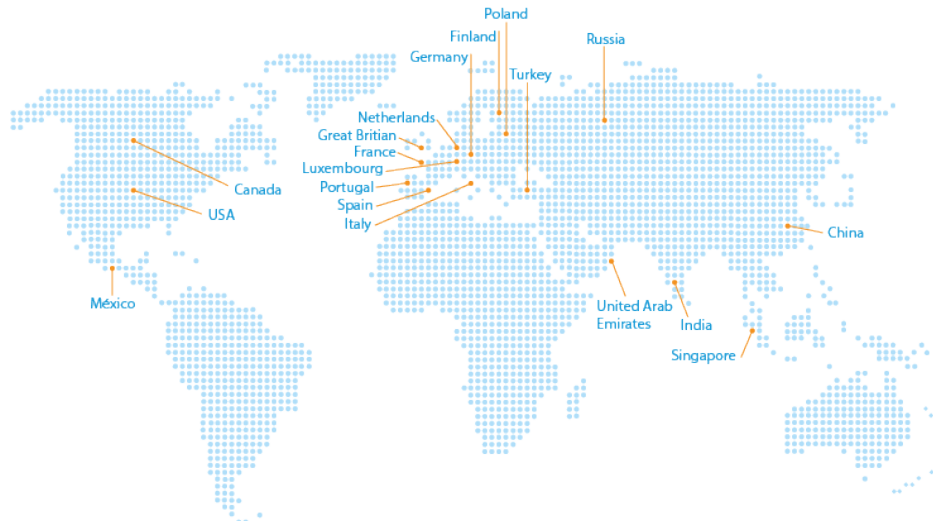 Poland
Finland
Russia
Germany
Turkey
Netherlands
Great Britian
France
Luxembourg
Canada
Portugal
Spain
USA
Italy
China
México
United Arab
Emirates
India
Singapore